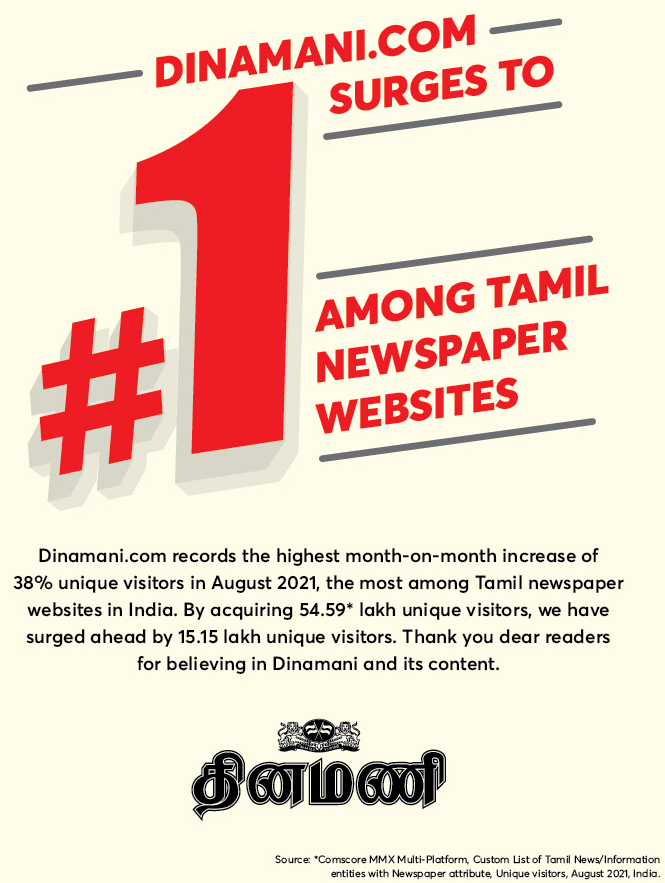 DINAMANI.COM
SURGES TO
#1
AMONG TAMIL
NEWSPAPER
WEBSITES
Dinamani.com records the highest month-on-month increase of
38% unique visitors in August 2021, the most among Tamil newspaper
websites in India. By acquiring 54.59* lakh unique visitors, we have
surged ahead by 15.15 lakh unique visitors. Thank you dear readers
for believing in Dinamani and its content.
தினமணி
Source: *Comscore MMX Multi-Platform, Custom List of Tamil News/Information
entities with Newspaper attribute, Unique visitors, August 2021, India.